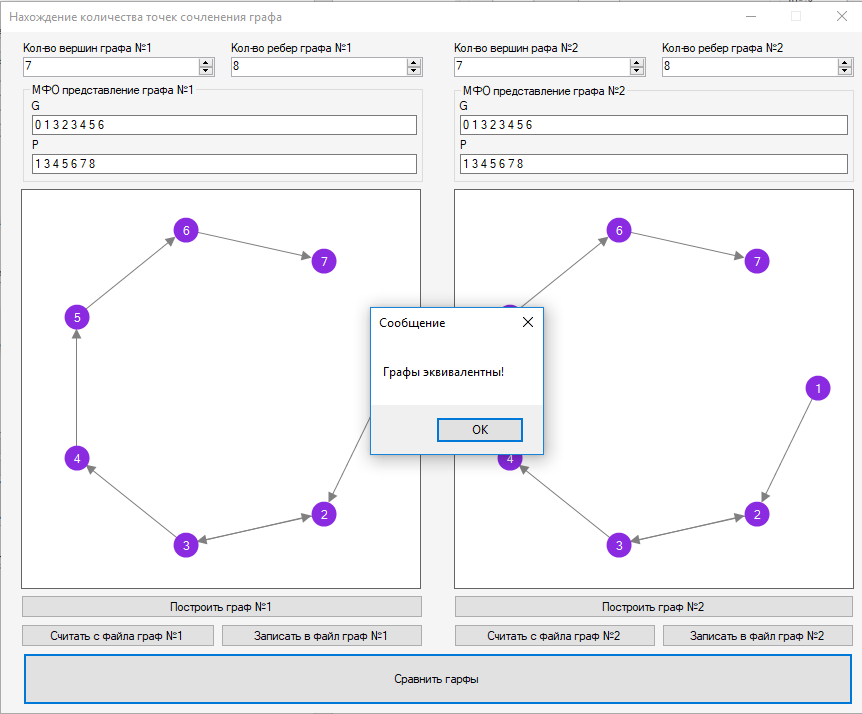 Нахождение количества точек сочленения графа
Кол-во вершин графа №1
Кол-во ребер графа №1
Кол-во вершин графа №2
Кол-во ребер графа №2
7
8
7
8
МФО представление графа №1
МФО представление графа №2
G
G
0 1 3 2 3 4 5 6
0 1 3 2 3 4 5 6
P
P
1 3 4 5 6 7 8
1 3 4 5 6 7 8
6
7
5
4
3
2
6
7
1
4
3
2
Сообщение
Графы эквивалентны!
OK
Построить граф №1
Построить граф №2
Считать с файла граф №1
Записать в файл граф №1
Считать с файла граф №2
Записать в файл граф №2
Сравнить гарфы